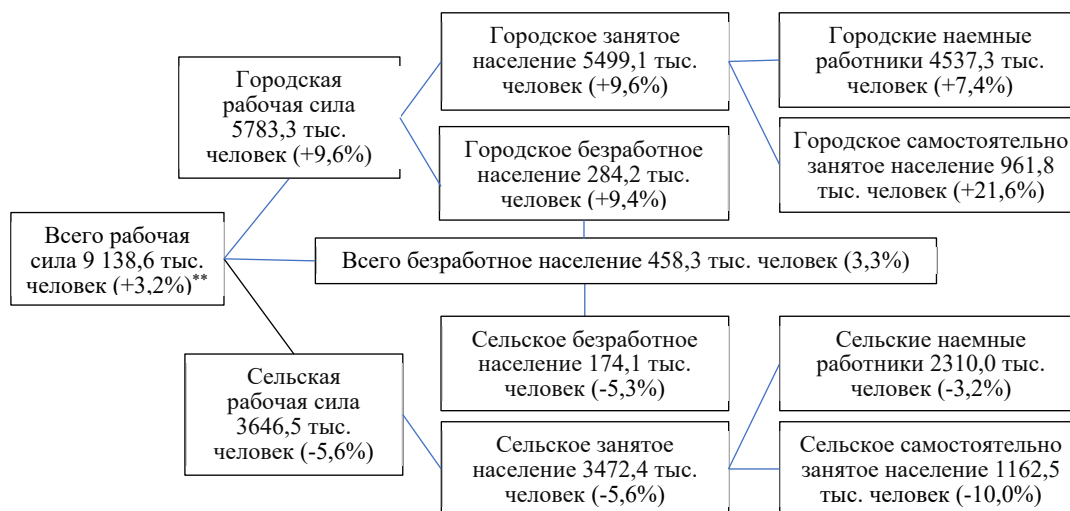 Городское занятое
население 5499,1 тыс.
человек (+9,6%)
Городские наемные
работники 4537,3 тыс.
человек (+7,4%)
Городская
рабочая сила
5783,3 тыс.
человек (+9,6%)
Городское безработное
население 284,2 тыс.
человек (+9,4%)
Городское самостоятельно
занятое население 961,8
тыс. человек (+21,6%)
Всего рабочая
сила 9 138,6 тыс.
человек (+3,2%)**
Всего безработное население 458,3 тыс. человек (3,3%)
Сельское безработное
население 174,1 тыс.
человек (-5,3%)
Сельские наемные
работники 2310,0 тыс.
человек (-3,2%)
Сельская
рабочая сила
3646,5 тыс.
человек (-5,6%)
Сельское занятое
население 3472,4 тыс.
человек (-5,6%)
Сельское самостоятельно
занятое население 1162,5
тыс. человек (-10,0%)